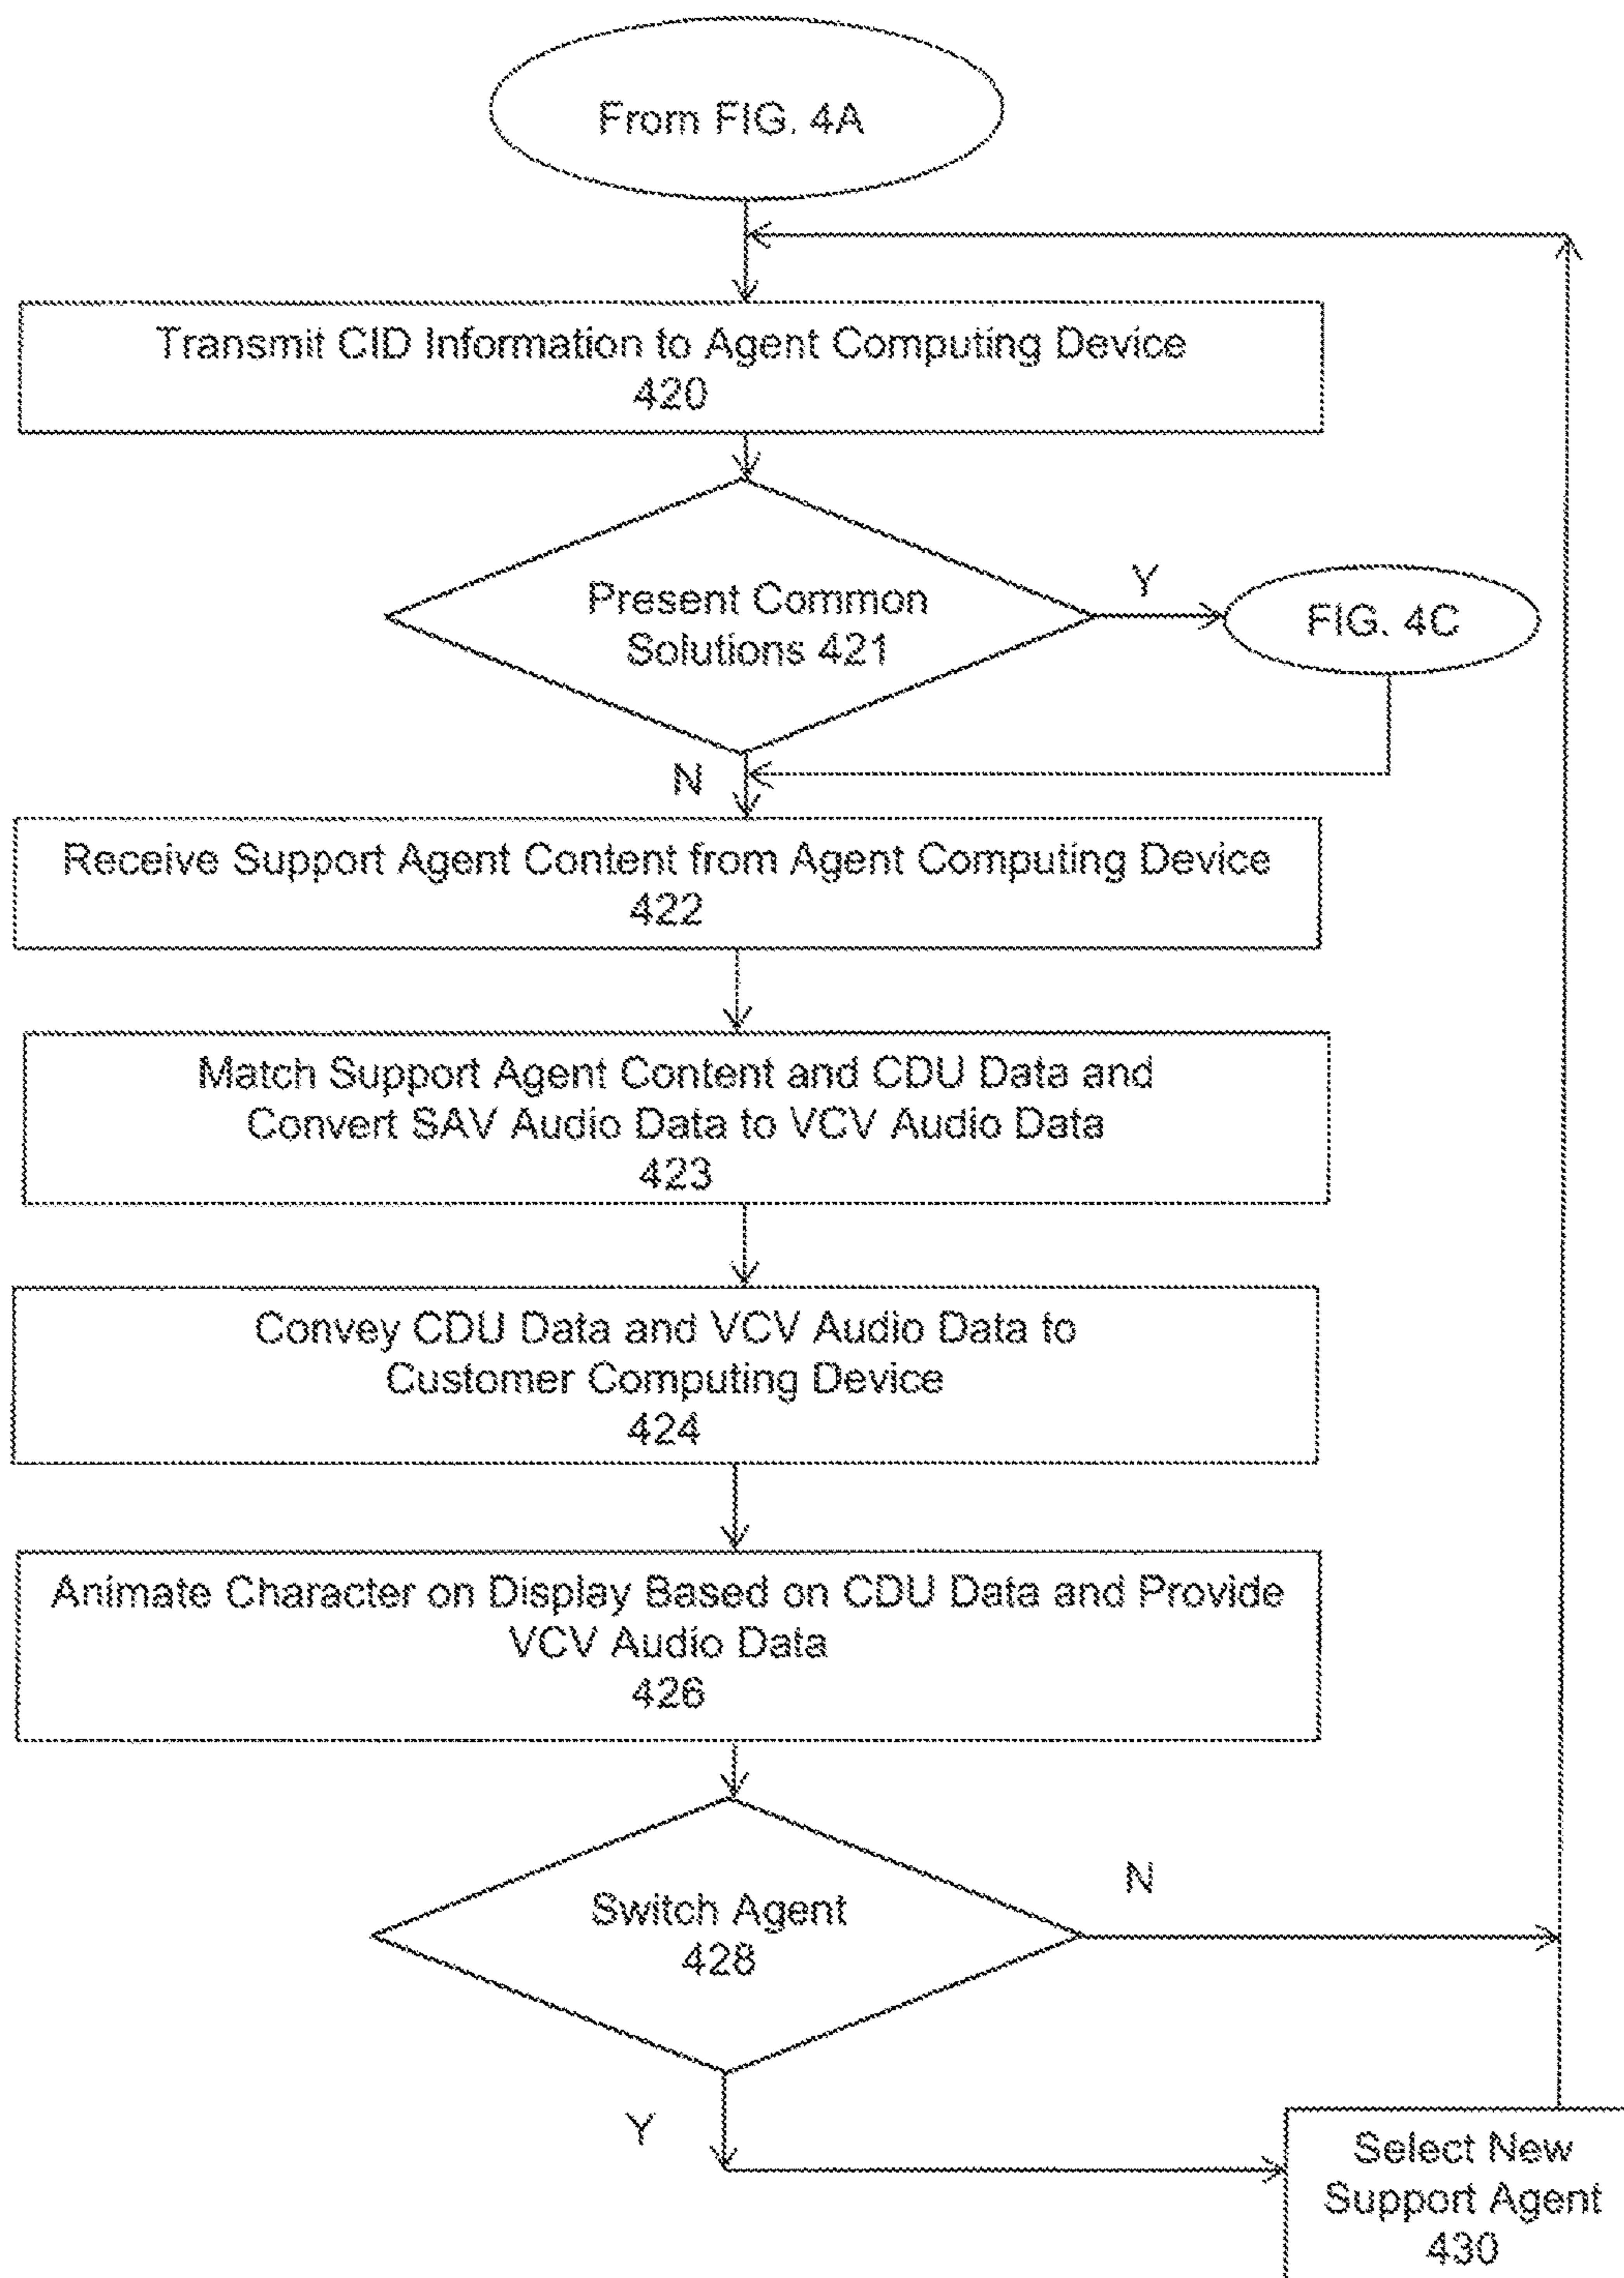 From FIG. 4A
Transmit CID Information to Agent Computing Device
420
Present Common
Solutions 421
Y
FIG. 4C
N
Receive Support Agent Content from Agent Computing Device
422
Match Support Agent Content and CDU Data and
Convert SAV Audio Data to VCV Audio Data
423
Convey CDU Data and VCV Audio Data to
Customer Computing Device
424
Animate Character on Display Based on CDU Data and Provide
VCV Audio Data
426
Switch Agent
428
N
Y
Select New
Support Agent
430